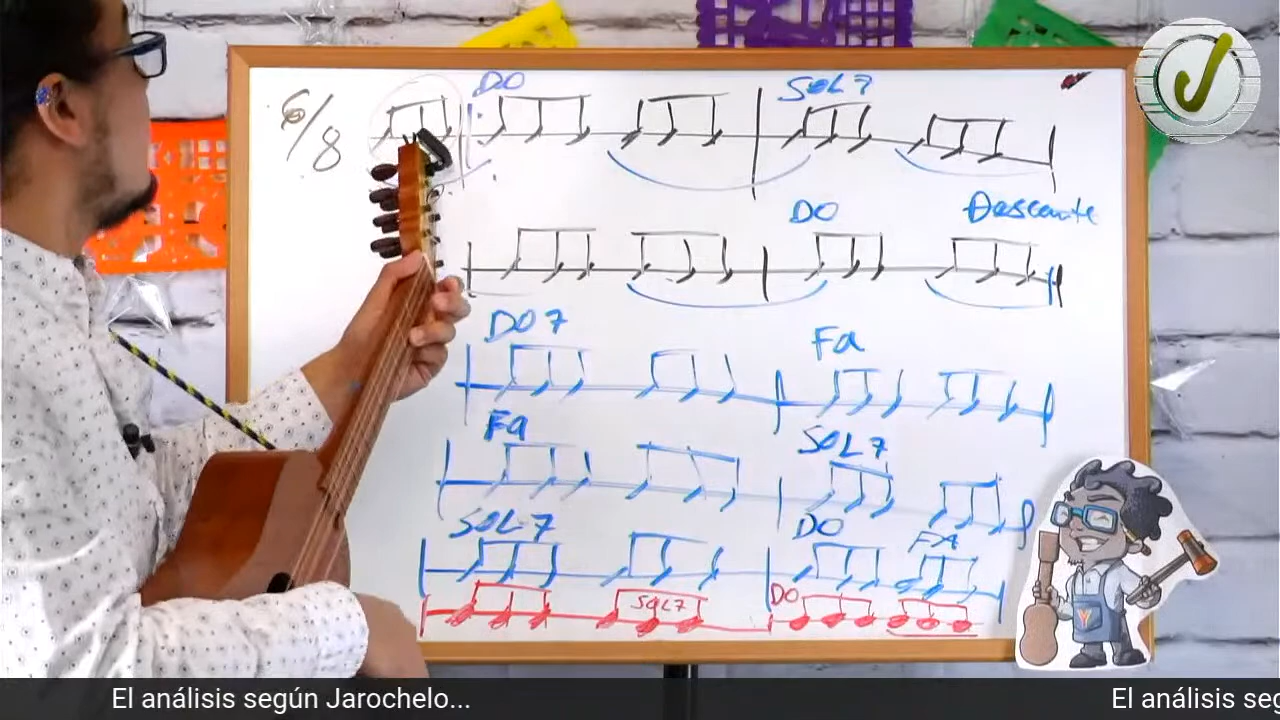 DO SOL7
6/8
DO Descante
DO7 Fa
Fa SOL7
SOL7 DO FA
SOL7 DO
Y
El análisis según Jarochelo... El análisis seg